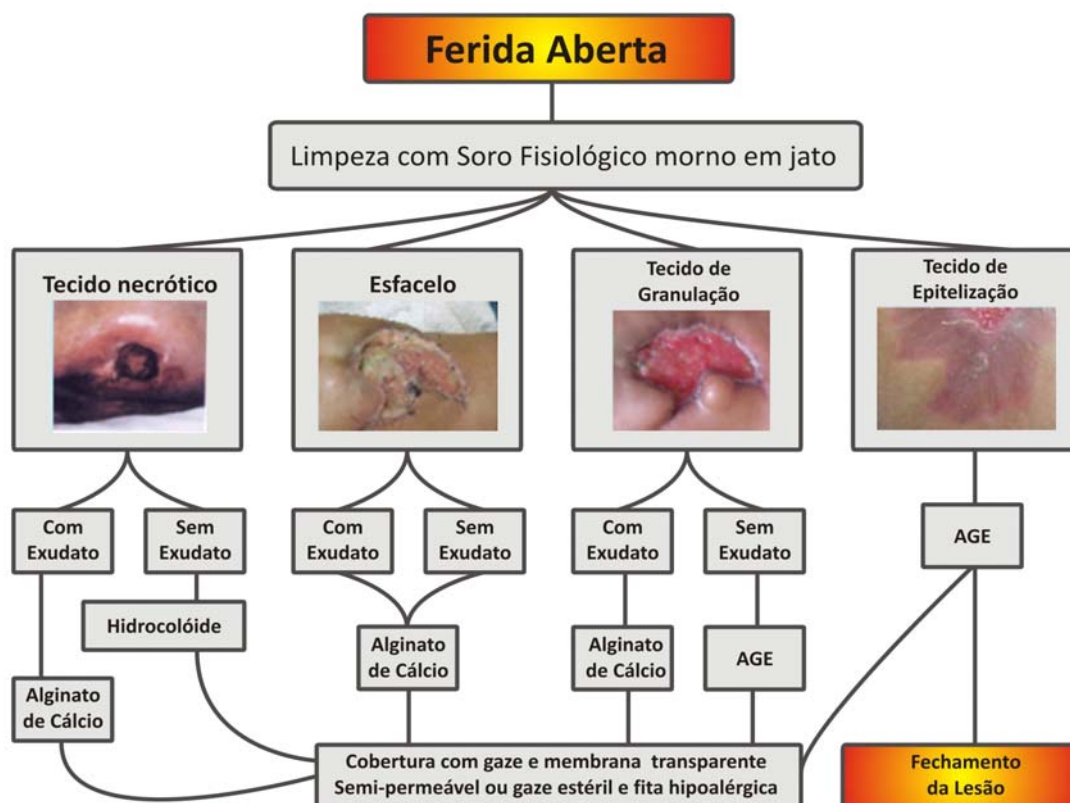 Ferida Aberta
Limpeza com Soro Fisiológico morno em jato
Tecido necrótico
Esfacelo
Tecido de
Granulação
Tecido de
Epitelização
Com
Exudato
Sem
Exudato
Com
Exudato
Sem
Exudato
Com
Exudato
Sem
Exudato
AGE
Hidrocolóide
Alginato
de Cálcio
Alginato
de Cálcio
AGE
Alginato
de Cálcio
Cobertura com gaze e membrana transparente
Semi-permeável ou gaze estéril e fita hipoalérgica
Fechamento
da Lesão